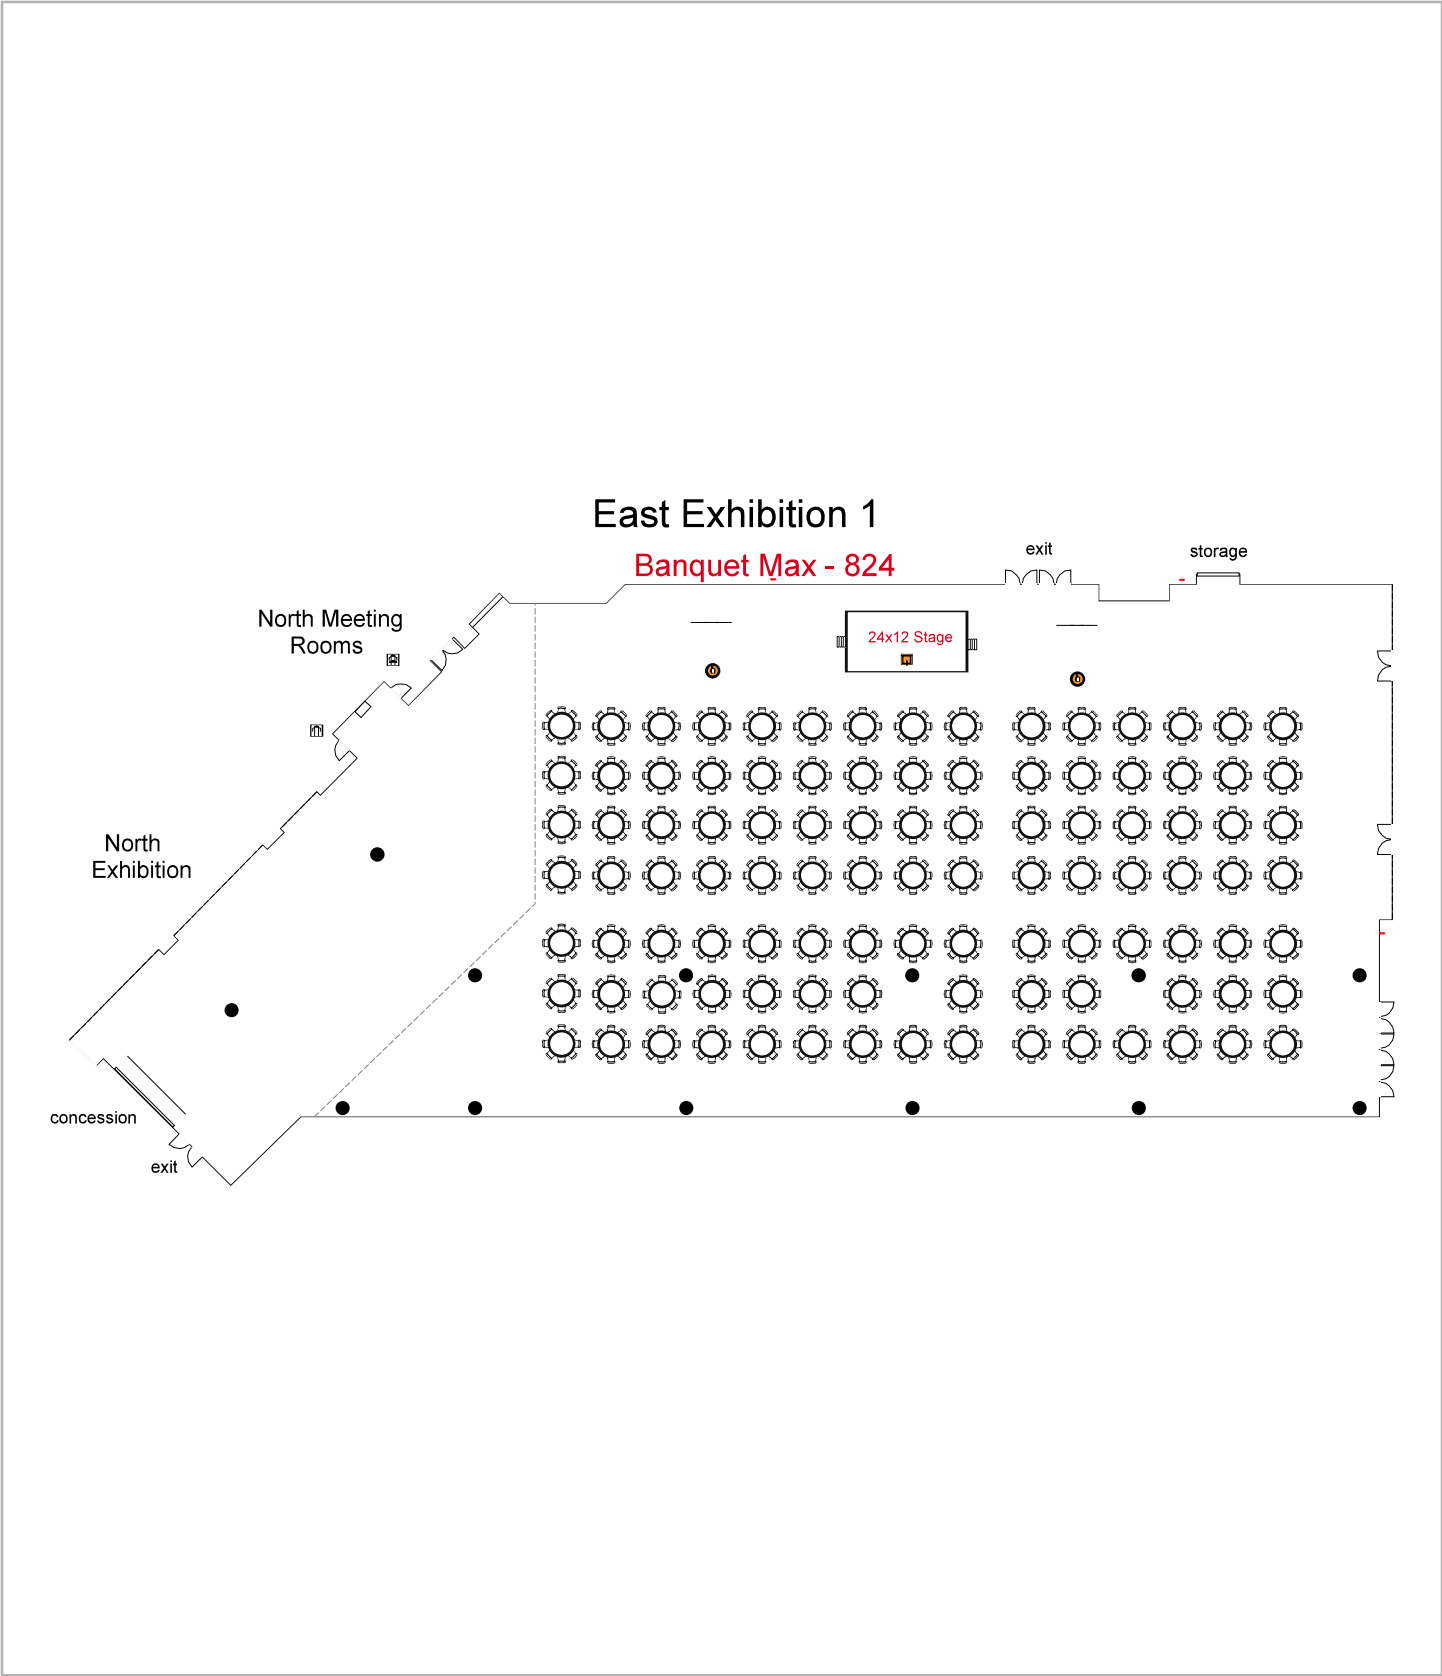 East Exhibition 1
Banquet Max - 824
exit
storage
North Meeting
Rooms
24x12 Stage
North
Exhibition
concession
exit